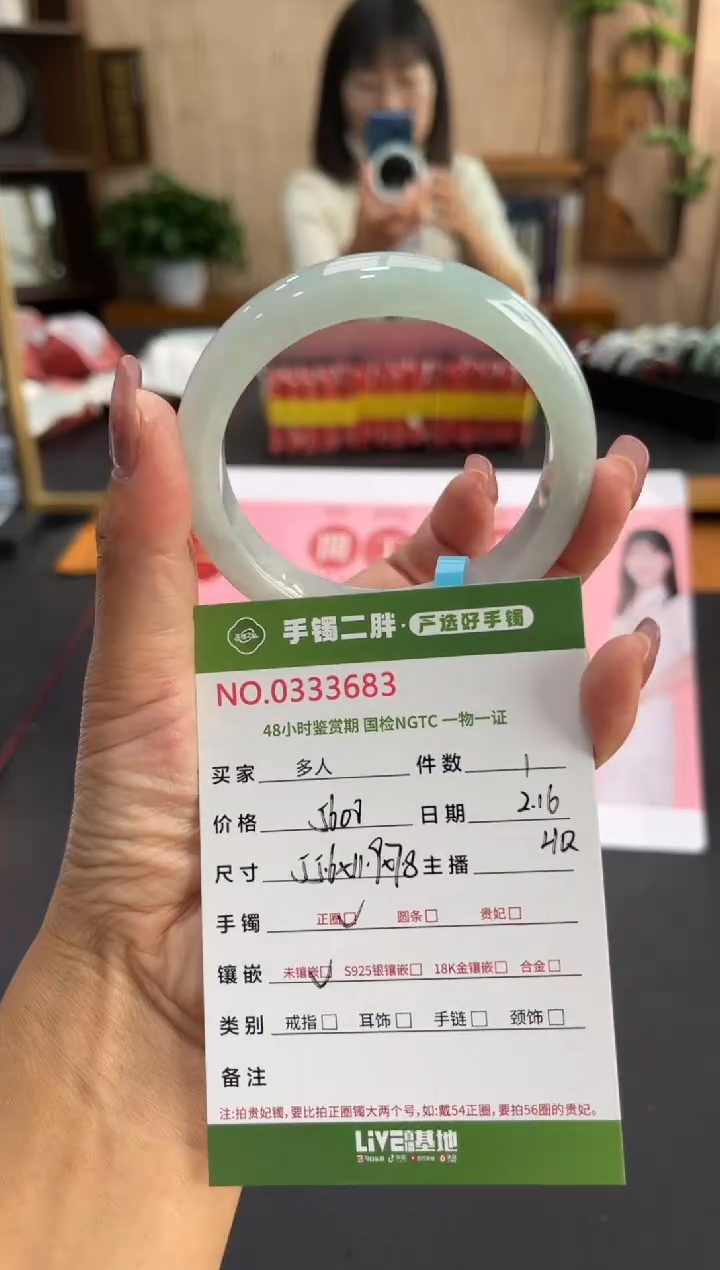 手镯二胖·严选好手镯
NO.0333683
48小时鉴赏期 国检NGTC 一物一证
买家 多人 件数 1
价格 日期 2.16
尺寸 55.6x11.9x7.8 主播
手镯 正圈☑ 圆条□ 贵妃□
镶嵌 未镶嵌☑ S925银镶嵌□ 18K金镶嵌□ 合金□
类别 戒指□ 耳饰□ 手链□ 颈饰□
备注
注:拍贵妃镯,要比拍正圈镯大两个号,如:戴54正圈,要拍56圈的贵妃。
LiVE直播基地